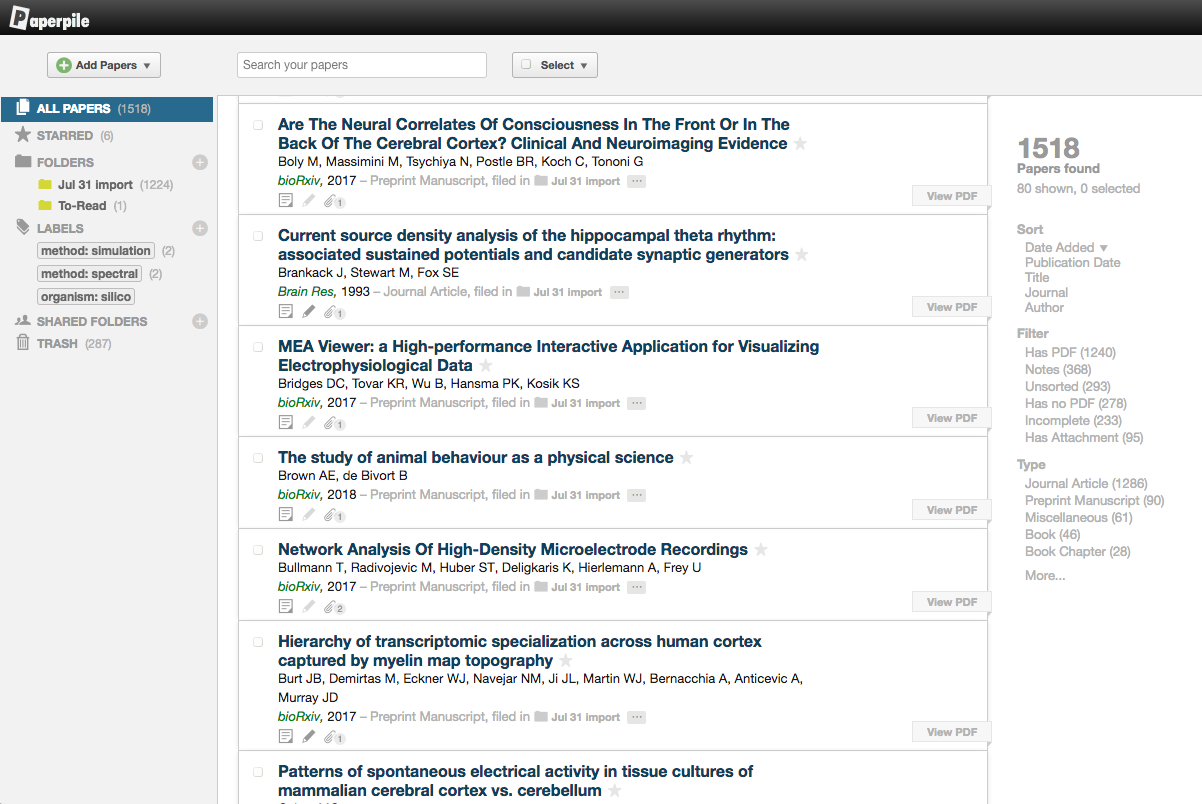 Paperpile
Add Papers ▼
Search your papers
Select ▼
ALL PAPERS (1518)
STARRED (6)
FOLDERS
Jul 31 import (1224)
To-Read (1)
LABELS
method: simulation (2)
method: spectral (2)
organism: silico
SHARED FOLDERS
TRASH (287)
Are The Neural Correlates Of Consciousness In The Front Or In The
Back Of The Cerebral Cortex? Clinical And Neuroimaging Evidence
Boly M, Massimini M, Tsychiya N, Postle BR, Koch C, Tononi G
bioRxiv, 2017 – Preprint Manuscript, filed in Jul 31 import ...
1
View PDF
Current source density analysis of the hippocampal theta rhythm:
associated sustained potentials and candidate synaptic generators
Brankack J, Stewart M, Fox SE
Brain Res, 1993 – Journal Article, filed in Jul 31 import ...
1
View PDF
MEA Viewer: a High-performance Interactive Application for Visualizing
Electrophysiological Data
Bridges DC, Tovar KR, Wu B, Hansma PK, Kosik KS
bioRxiv, 2017 – Preprint Manuscript, filed in Jul 31 import ...
1
View PDF
The study of animal behaviour as a physical science
Brown AE, de Bivort B
bioRxiv, 2018 – Preprint Manuscript, filed in Jul 31 import ...
1
View PDF
Network Analysis Of High-Density Microelectrode Recordings
Bullmann T, Radivojevic M, Huber ST, Deligkaris K, Hierlemann A, Frey U
bioRxiv, 2017 – Preprint Manuscript, filed in Jul 31 import ...
2
View PDF
Hierarchy of transcriptomic specialization across human cortex
captured by myelin map topography
Burt JB, Demirtas M, Eckner WJ, Navejar NM, Ji JL, Martin WJ, Bernacchia A, Anticevic A,
Murray JD
bioRxiv, 2017 – Preprint Manuscript, filed in Jul 31 import ...
1
View PDF
Patterns of spontaneous electrical activity in tissue cultures of
mammalian cerebral cortex vs. cerebellum
1518
Papers found
80 shown, 0 selected
Sort
Date Added ▼
Publication Date
Title
Journal
Author
Filter
Has PDF (1240)
Notes (368)
Unsorted (293)
Has no PDF (278)
Incomplete (233)
Has Attachment (95)
Type
Journal Article (1286)
Preprint Manuscript (90)
Miscellaneous (61)
Book (46)
Book Chapter (28)
More...